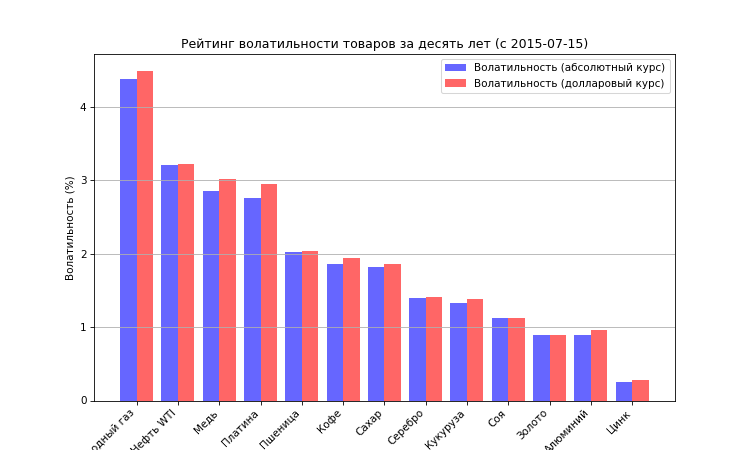 Рейтинг волатильности товаров за десять лет (с 2015-07-15)
Волатильность (абсолютный курс)
Волатильность (долларовый курс)
Волатильность (%)
4
3
2
1
0
одный газ
Нефть WTI
Медь
Платина
Пшеница
Кофе
Сахар
Серебро
Кукуруза
Соя
Золото
Алюминий
Цинк